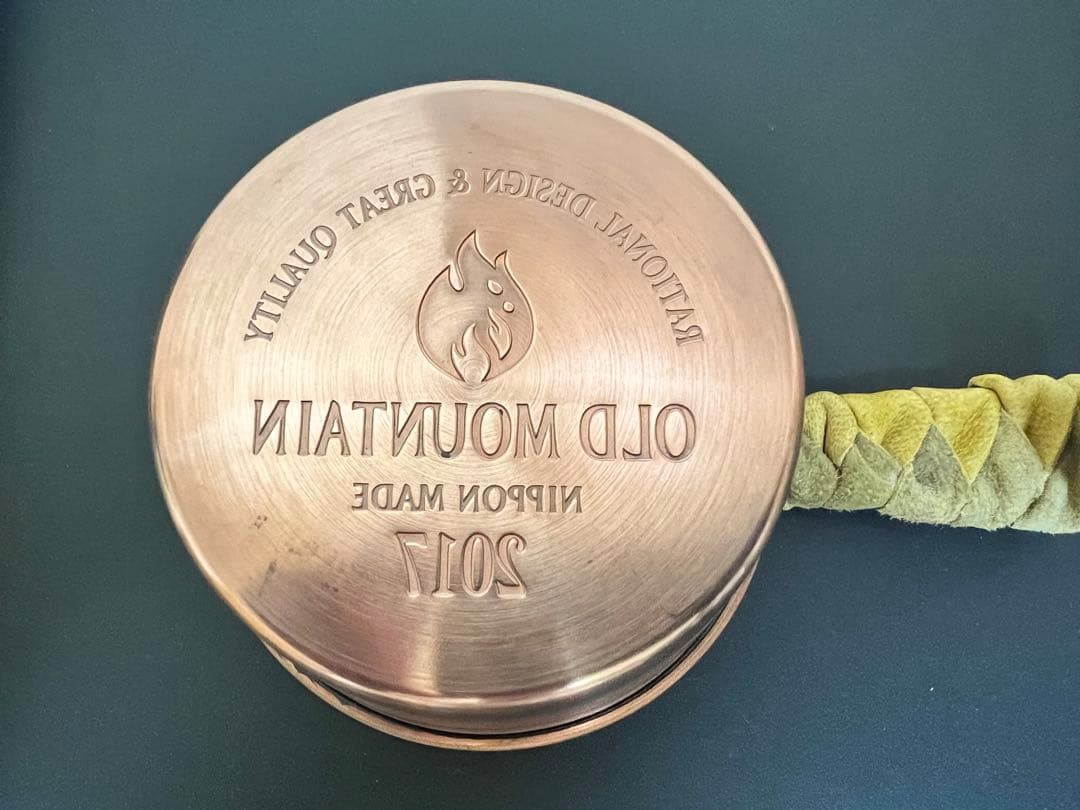 RATIONAL DESIGN & GREAT QUALITY
OLD MOUNTAIN
NIPPON MADE
2017